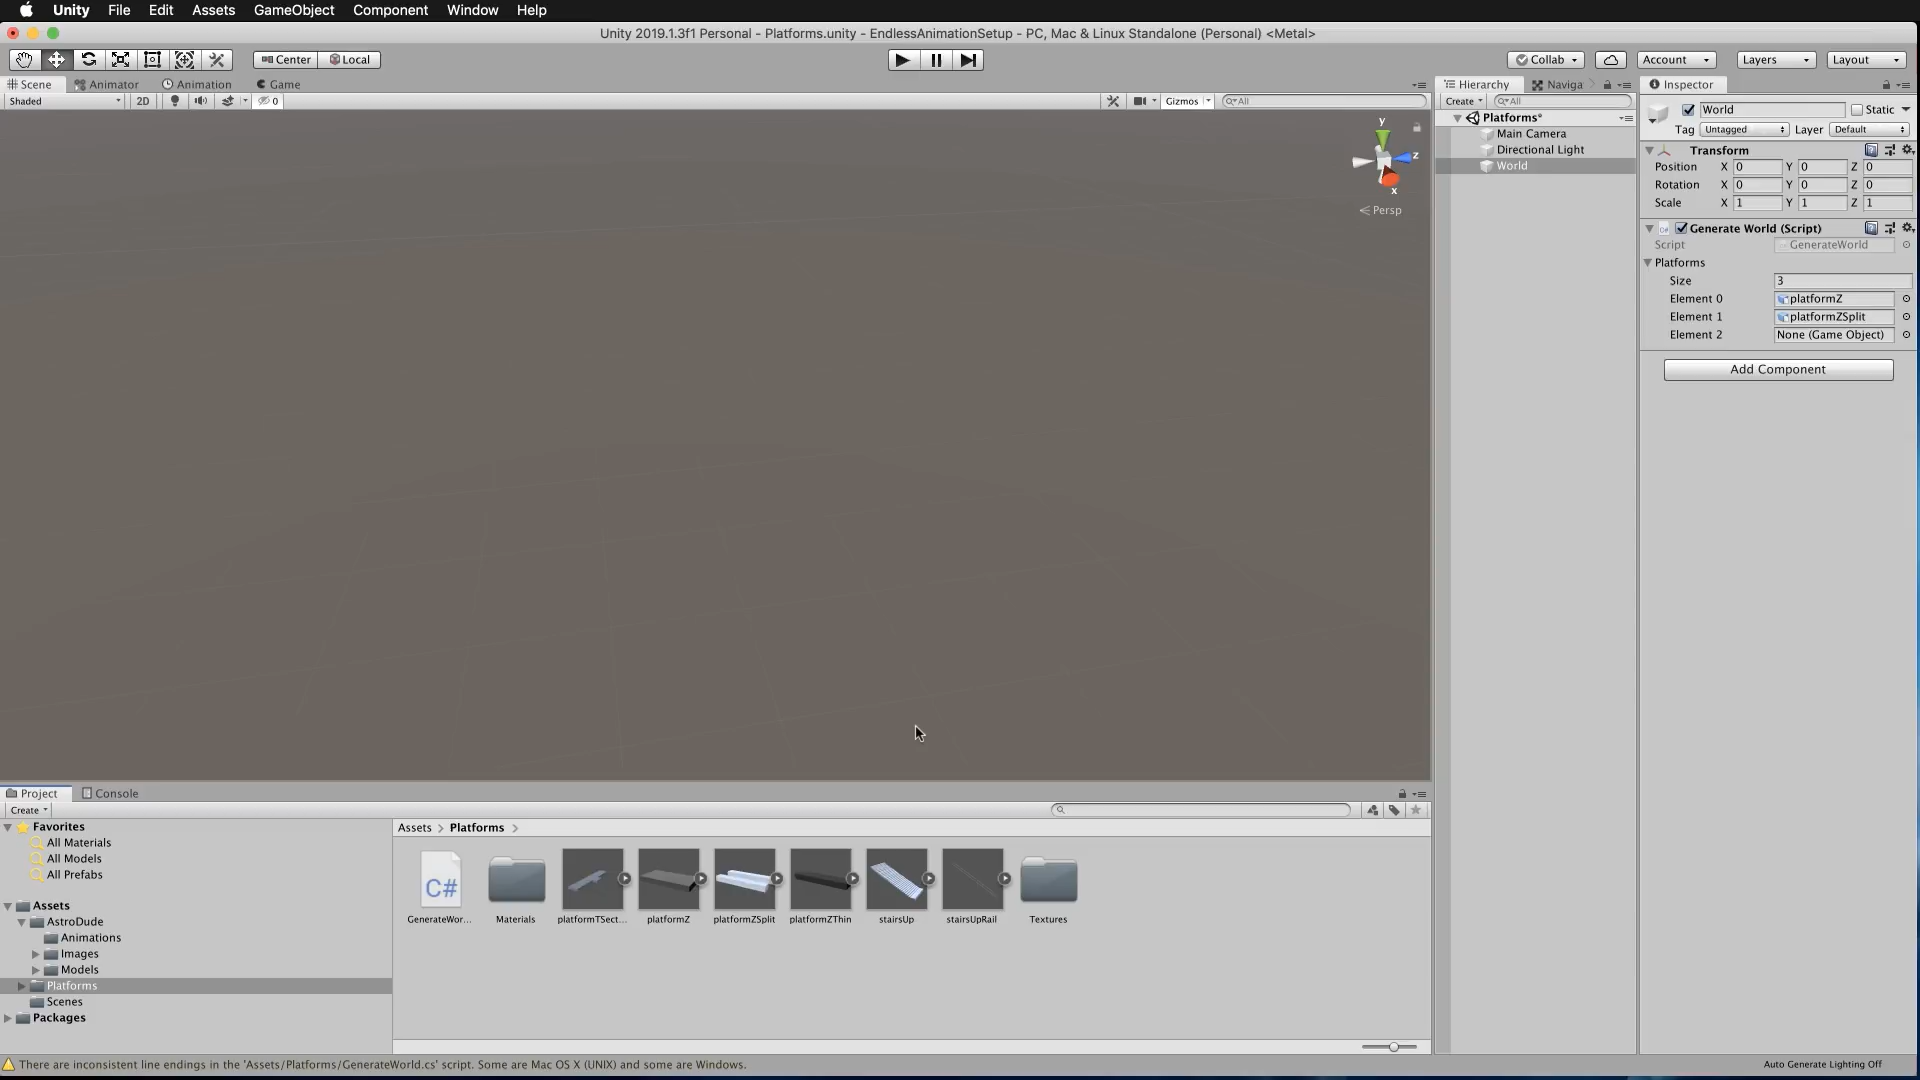 Unity File Edit Assets GameObject Component Window Help
Unity 2019.1.3f1 Personal - Platforms.unity - EndlessAnimationSetup - PC, Mac & Linux Standalone (Personal) <Metal>
Center Local
Collab Account Layers Layout
Scene Animator Animation Game
Shaded 2D 0 Gizmos All
y
z
x
Persp
Hierarchy Naviga
Create All
Platforms*
Main Camera
Directional Light
World
Inspector
World Static
Tag Untagged Layer Default
Transform
Position X 0 Y 0 Z 0
Rotation X 0 Y 0 Z 0
Scale X 1 Y 1 Z 1
C# Generate World (Script)
Script GenerateWorld
Platforms
Size 3
Element 0 platformZ
Element 1 platformZSplit
Element 2 None (Game Object)
Add Component
Project Console
Create
Favorites
All Materials
All Models
All Prefabs
Assets
AstroDude
Animations
Images
Models
Platforms
Scenes
Packages
Assets > Platforms >
C#
GenerateWor... Materials platformTSect... platformZ platformZSplit platformZThin stairsUp stairsUpRail Textures
There are inconsistent line endings in the 'Assets/Platforms/GenerateWorld.cs' script. Some are Mac OS X (UNIX) and some are Windows.
Auto Generate Lighting Off